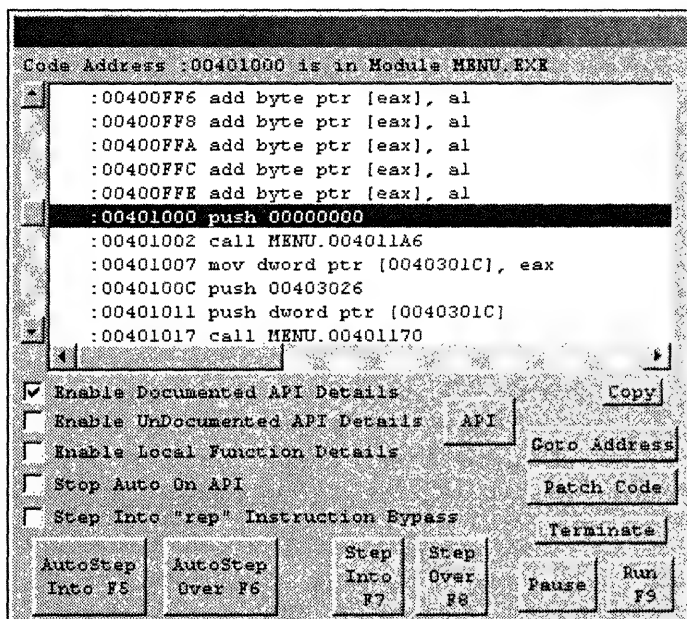 Code Address :00401000 is in Module MENU.EXE
:00400FF6 add byte ptr [eax], al
:00400FF8 add byte ptr [eax], al
:00400FFA add byte ptr [eax], al
:00400FFC add byte ptr [eax], al
:00400FFE add byte ptr [eax], al
:00401000 push 00000000
:00401002 call MENU.004011A6
:00401007 mov dword ptr [0040301C], eax
:0040100C push 00403026
:00401011 push dword ptr [0040301C]
:00401017 call MENU.00401170
Enable Documented API Details
Copy
Enable UnDocumented API Details
API
Enable Local Function Details
Goto Address
Stop Auto On API
Patch Code
Step Into "rep" Instruction Bypass
Terminate
AutoStep
Into F5
AutoStep
Over F6
Step
Into
F7
Step
Over
F8
Pause
Run
F9